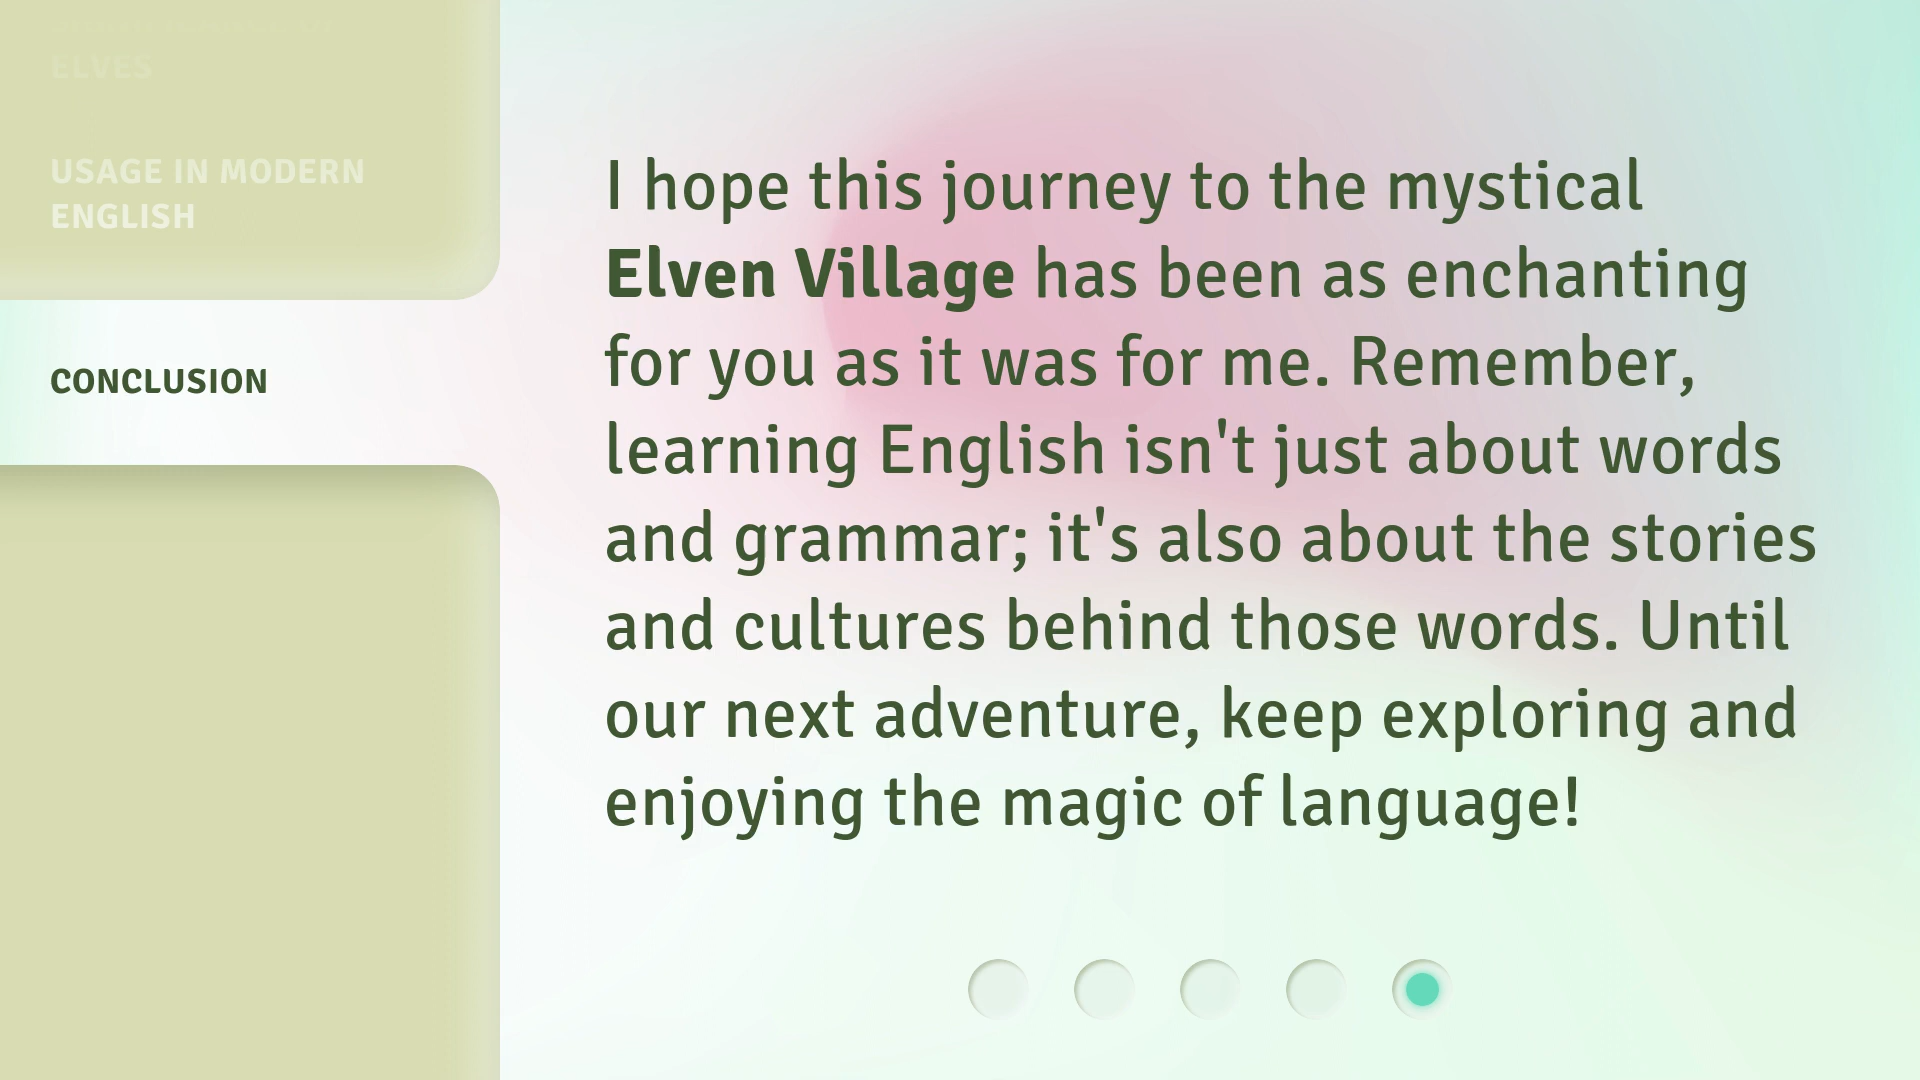 ELVES
USAGE IN MODERN
ENGLISH
CONCLUSION
I hope this journey to the mystical
Elven Village has been as enchanting
for you as it was for me. Remember,
learning English isn't just about words
and grammar; it's also about the stories
and cultures behind those words. Until
our next adventure, keep exploring and
enjoying the magic of language!